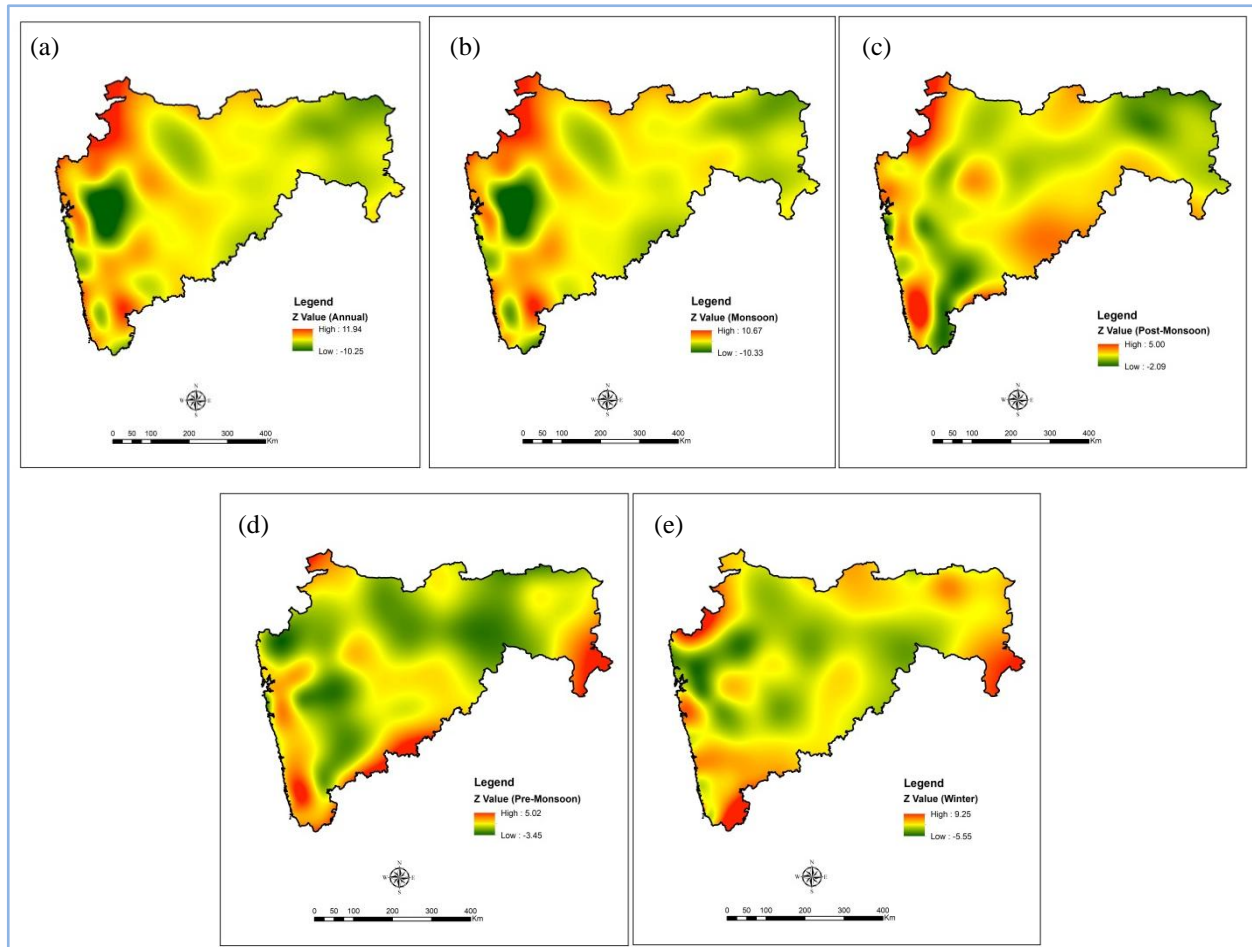 (a)
N
W E
S
Legend
Z Value (Annual)
High : 11.94
Low : -10.25
0 50 100 200 300 400
Km
(b)
N
W E
S
Legend
Z Value (Monsoon)
High : 10.67
Low : -10.33
0 50 100 200 300 400
Km
(c)
N
W E
S
Legend
Z Value (Post-Monsoon)
High : 5.00
Low : -2.09
0 50 100 200 300 400
Km
(d)
N
W E
S
Legend
Z Value (Pre-Monsoon)
High : 5.02
Low : -3.45
0 50 100 200 300 400
Km
(e)
N
W E
S
Legend
Z Value (Winter)
High : 9.25
Low : -5.55
0 50 100 200 300 400
Km